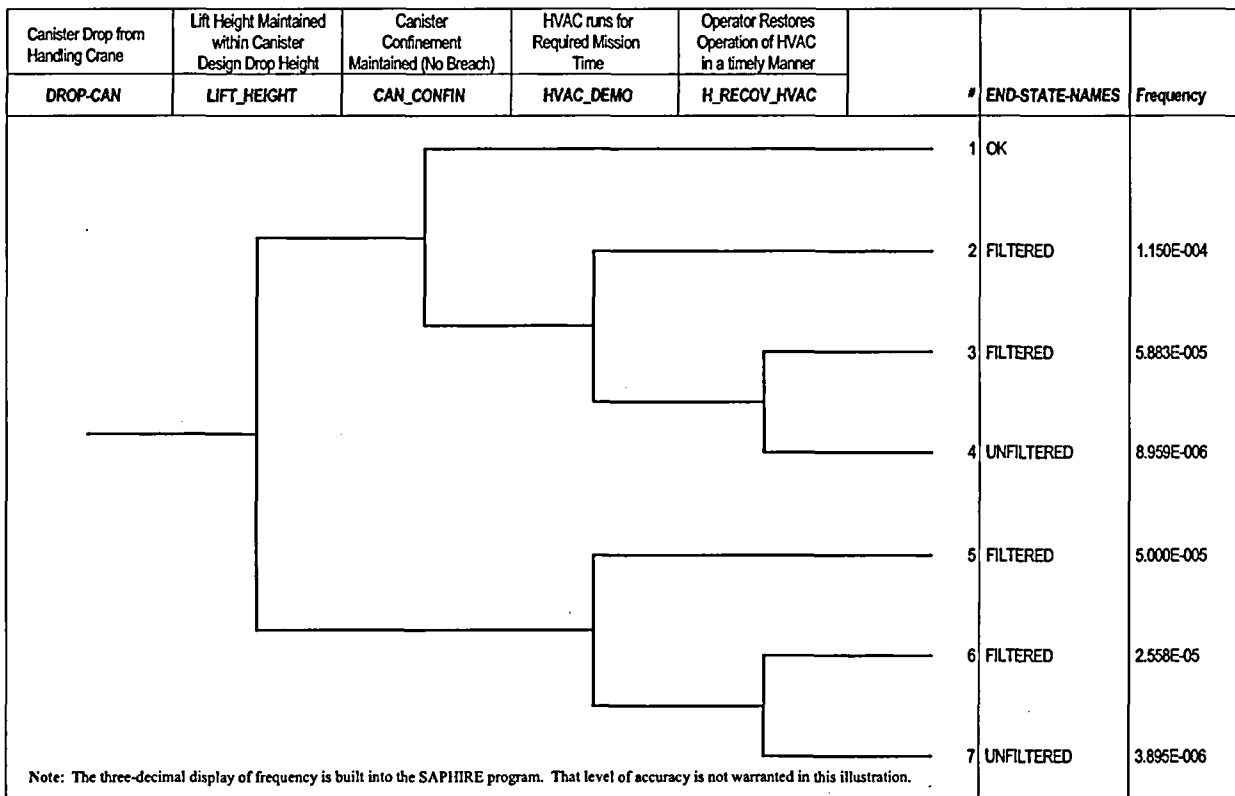 Canister Drop from
Handling Crane
DROP-CAN
Lift Height Maintained
within Canister
Design Drop Height
LIFT_HEIGHT
Canister
Confinement
Maintained (No Breach)
CAN_CONFIN
HVAC runs for
Required Mission
Time
HVAC_DEMO
Operator Restores
Operation of HVAC
in a timely Manner
H_RECOV_HVAC
# END-STATE-NAMES Frequency
1 OK
2 FILTERED 1.150E-004
3 FILTERED 5.883E-005
4 UNFILTERED 8.959E-006
5 FILTERED 5.000E-005
6 FILTERED 2.558E-05
7 UNFILTERED 3.895E-006
Note: The three-decimal display of frequency is built into the SAPHIRE program. That level of accuracy is not warranted in this illustration.